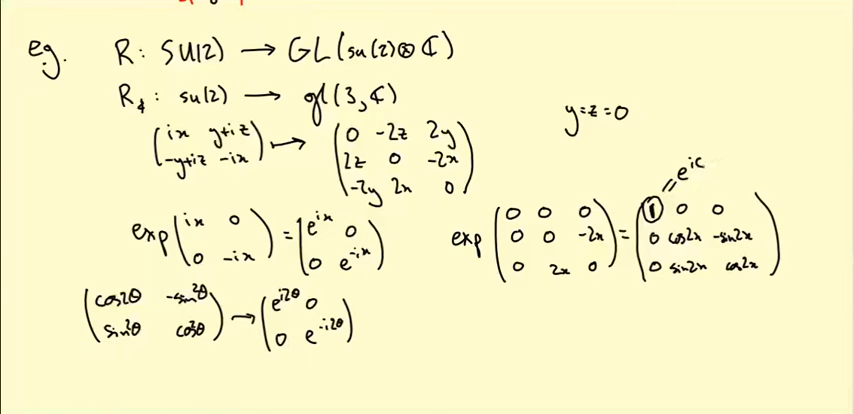 eg. R: SU(2) → GL(su(2)⊗ℂ)
R_*: su(2) → gl(3,ℂ)
y=z=0
(ix y+iz; -y+iz -ix) ↦ (0 -2z 2y; 2z 0 -2x; -2y 2x 0)
= e^{ic}
exp(ix 0; 0 -ix) = (e^{ix} 0; 0 e^{-ix})
exp(0 0 0; 0 0 -2x; 0 2x 0) = (1 0 0; 0 cos2x -sin2x; 0 sin2x cos2x)
(cos2θ -sin2θ; sin2θ cos2θ) → (e^{i2θ} 0; 0 e^{-i2θ})